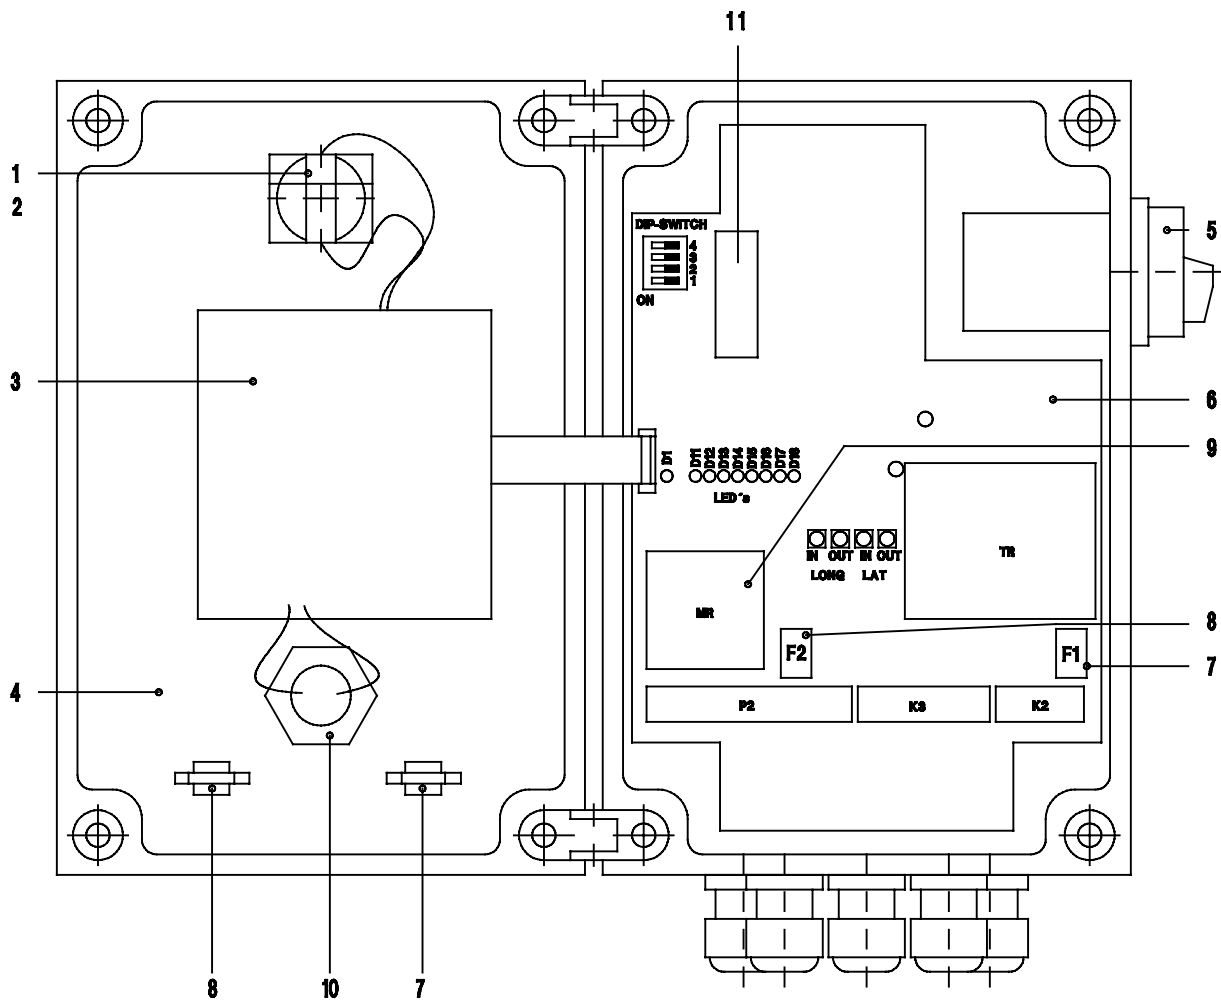 11
1
2
DIP-SWITCH
4
3
2
1
ON
5
3
6
9
D1
D11
D12
D13
D14
D15
D16
D17
D18
LED's
IN OUT IN OUT
LONG LAT
TR
MR
8
F2
F1
7
4
P2
K3
K2
8
10
7